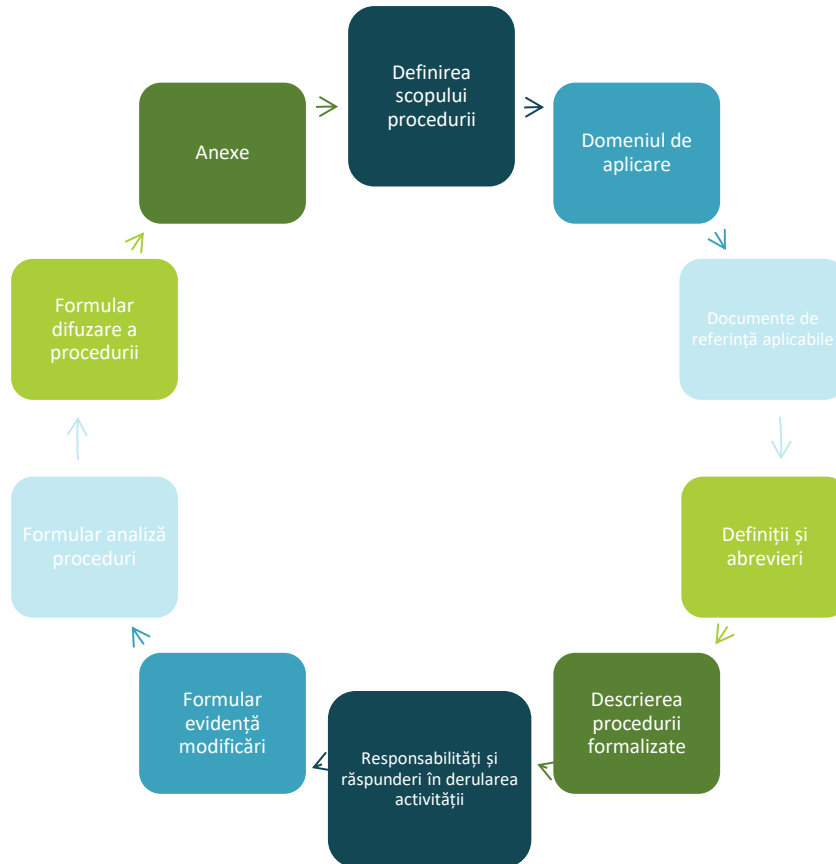 Definirea
scopului
procedurii
Domeniul de
aplicare
Documente de
referință aplicabile
Definiții și
abrevieri
Descrierea
procedurii
formalizate
Responsabilități și
răspunderi în derularea
activității
Formular
evidență
modificări
Formular analiză
proceduri
Formular
difuzare a
procedurii
Anexe